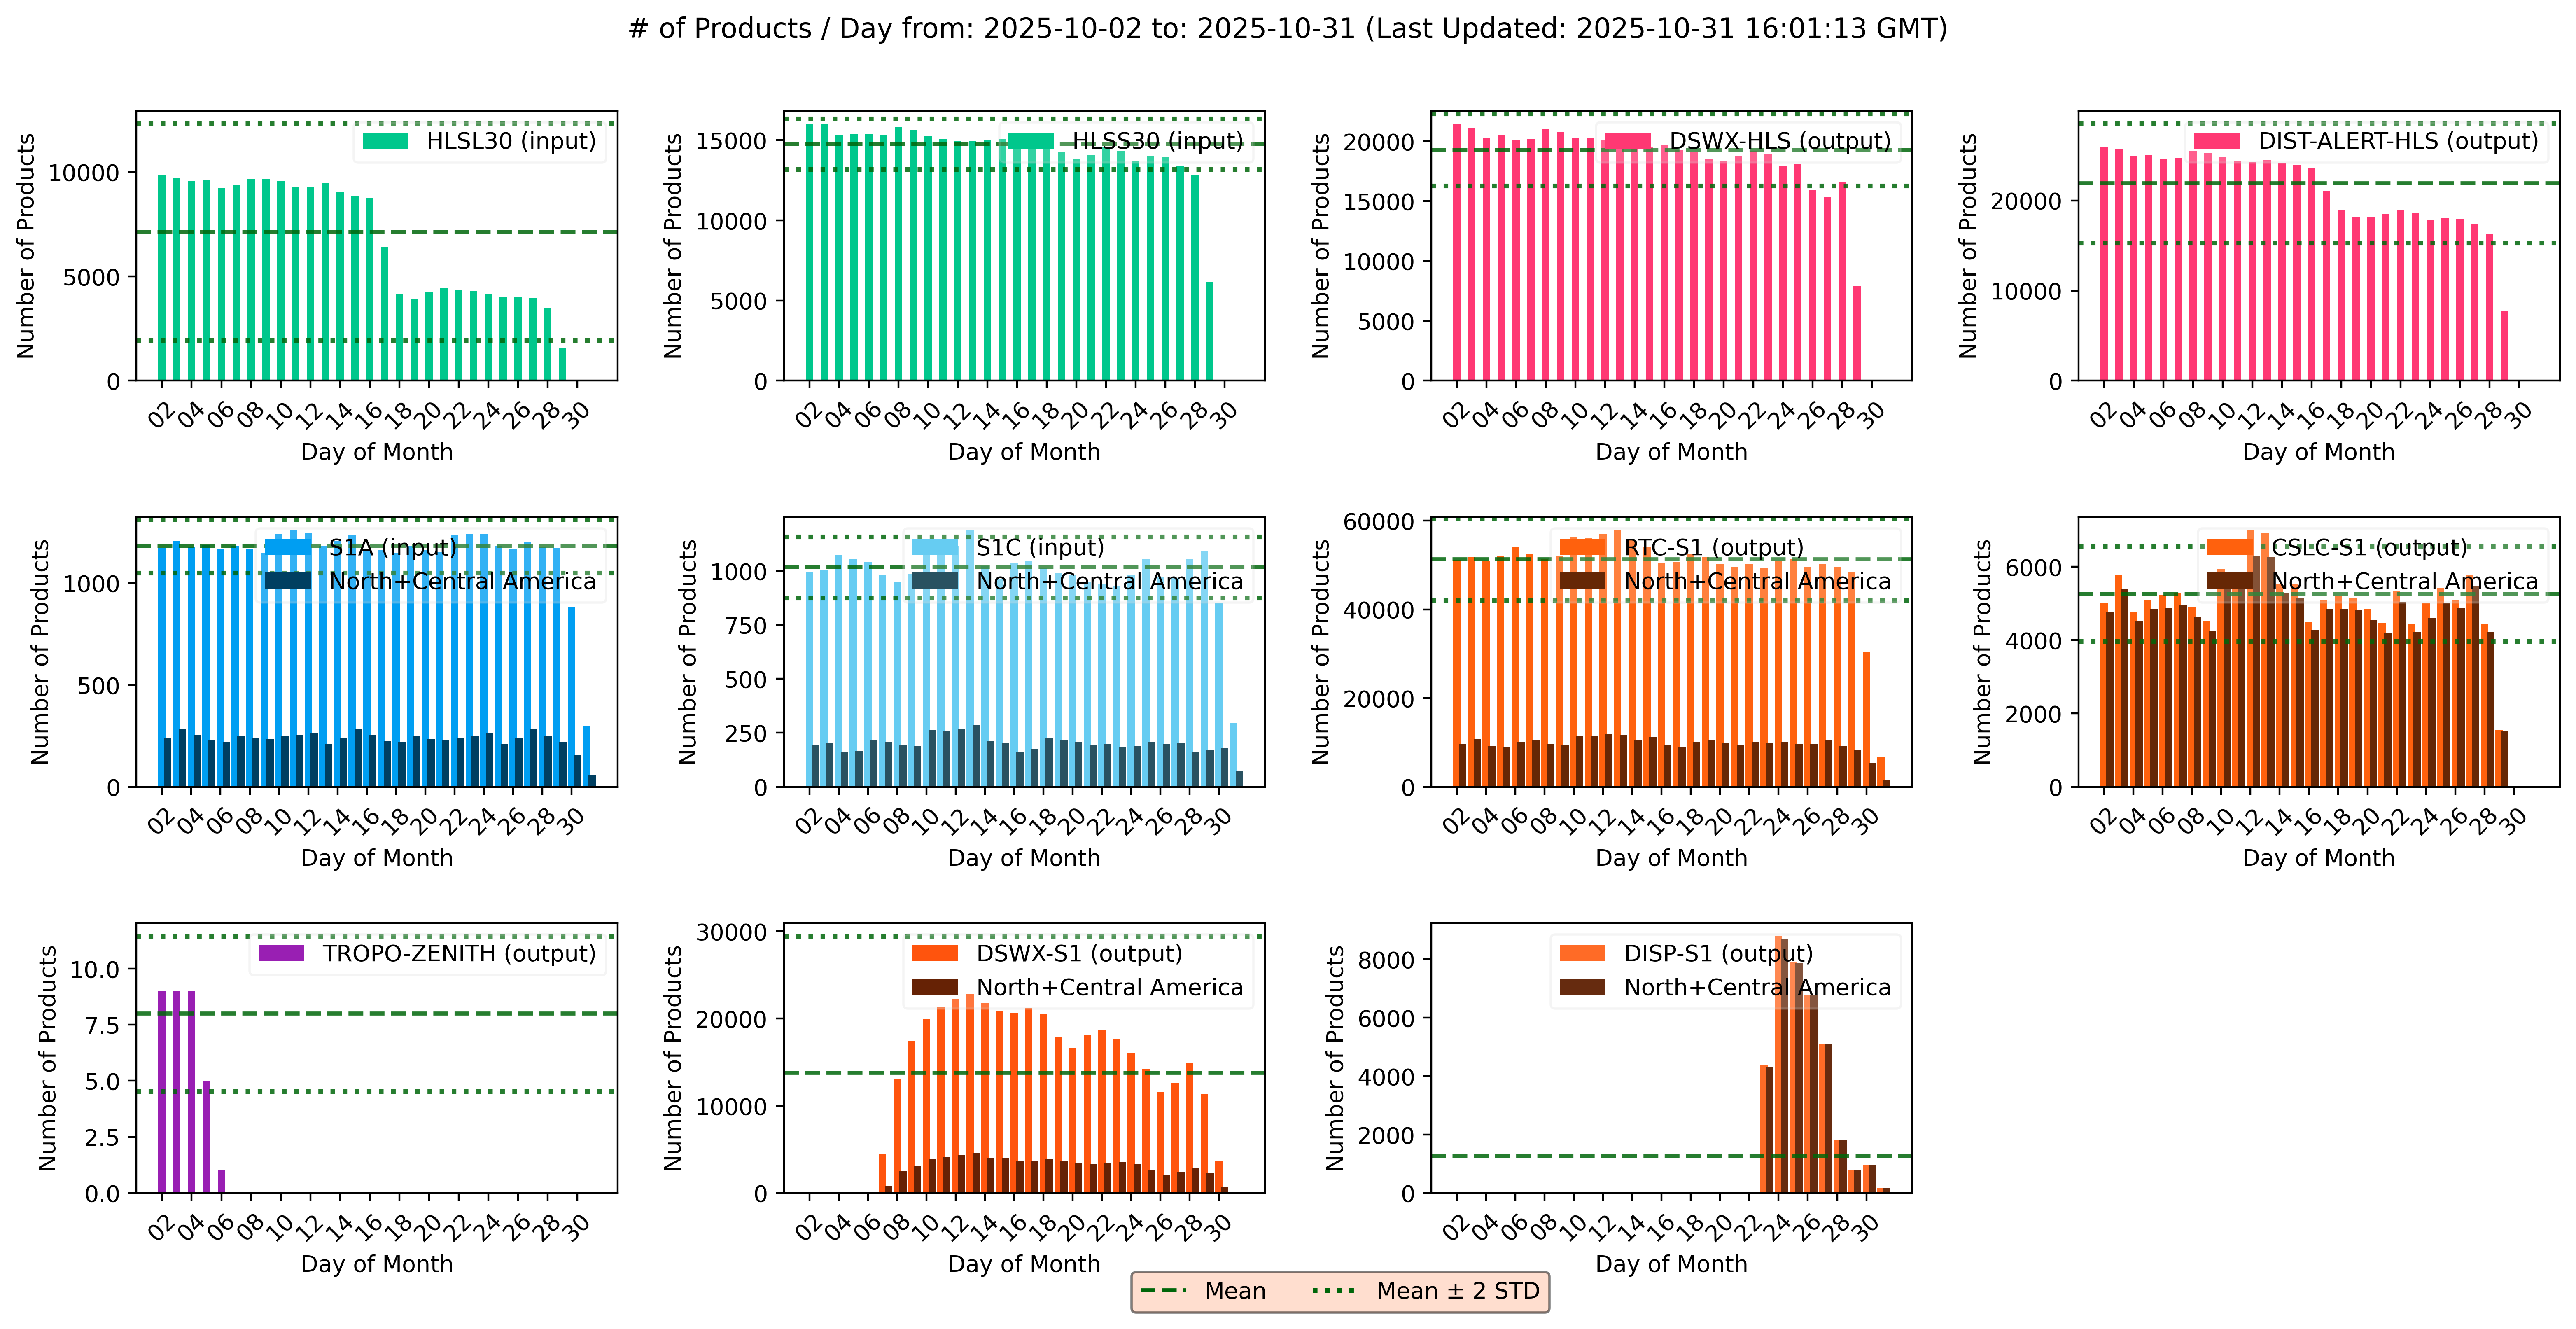 # of Products / Day from: 2025-10-02 to: 2025-10-31 (Last Updated: 2025-10-31 16:01:13 GMT)
Number of Products
10000
5000
0
HLSL30 (input)
02 04 06 08 10 12 14 16 18 20 22 24 26 28 30
Day of Month
Number of Products
15000
10000
5000
0
HLSS30 (input)
02 04 06 08 10 12 14 16 18 20 22 24 26 28 30
Day of Month
Number of Products
20000
15000
10000
5000
0
DSWX-HLS (output)
02 04 06 08 10 12 14 16 18 20 22 24 26 28 30
Day of Month
Number of Products
20000
10000
0
DIST-ALERT-HLS (output)
02 04 06 08 10 12 14 16 18 20 22 24 26 28 30
Day of Month
Number of Products
1000
500
0
S1A (input)
North+Central America
02 04 06 08 10 12 14 16 18 20 22 24 26 28 30
Day of Month
Number of Products
1000
750
500
250
0
S1C (input)
North+Central America
02 04 06 08 10 12 14 16 18 20 22 24 26 28 30
Day of Month
Number of Products
60000
40000
20000
0
RTC-S1 (output)
North+Central America
02 04 06 08 10 12 14 16 18 20 22 24 26 28 30
Day of Month
Number of Products
6000
4000
2000
0
CSLC-S1 (output)
North+Central America
02 04 06 08 10 12 14 16 18 20 22 24 26 28 30
Day of Month
Number of Products
10.0
7.5
5.0
2.5
0.0
TROPO-ZENITH (output)
02 04 06 08 10 12 14 16 18 20 22 24 26 28 30
Day of Month
Number of Products
30000
20000
10000
0
DSWX-S1 (output)
North+Central America
02 04 06 08 10 12 14 16 18 20 22 24 26 28 30
Day of Month
Number of Products
8000
6000
4000
2000
0
DISP-S1 (output)
North+Central America
02 04 06 08 10 12 14 16 18 20 22 24 26 28 30
Day of Month
Mean
Mean ± 2 STD